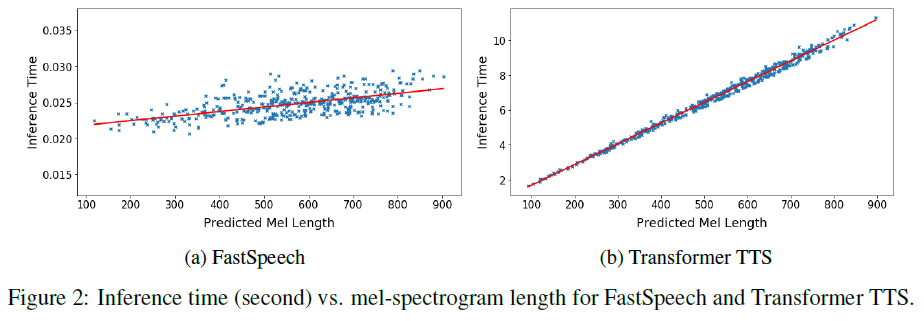 0.035
0.030
0.025
0.020
0.015
Inference Time
100 200 300 400 500 600 700 800 900
Predicted Mel Length
(a) FastSpeech
10
8
6
4
2
Inference Time
100 200 300 400 500 600 700 800 900
Predicted Mel Length
(b) Transformer TTS
Figure 2: Inference time (second) vs. mel-spectrogram length for FastSpeech and Transformer TTS.